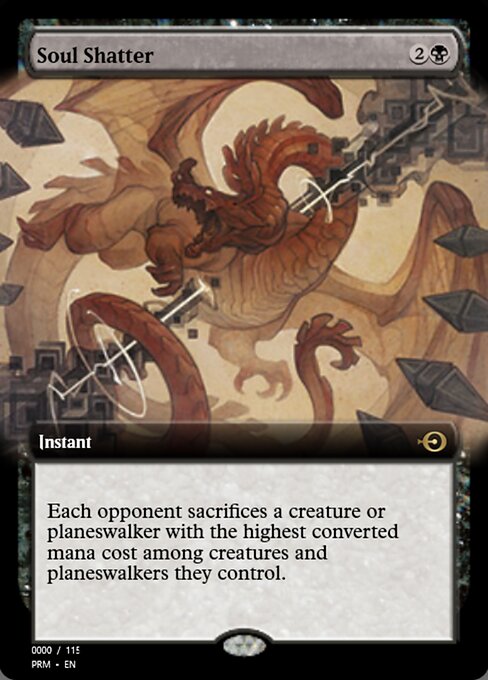 Soul Shatter 2
Instant
Each opponent sacrifices a creature or
planeswalker with the highest converted
mana cost among creatures and
planeswalkers they control.
0000 / 115
PRM • EN